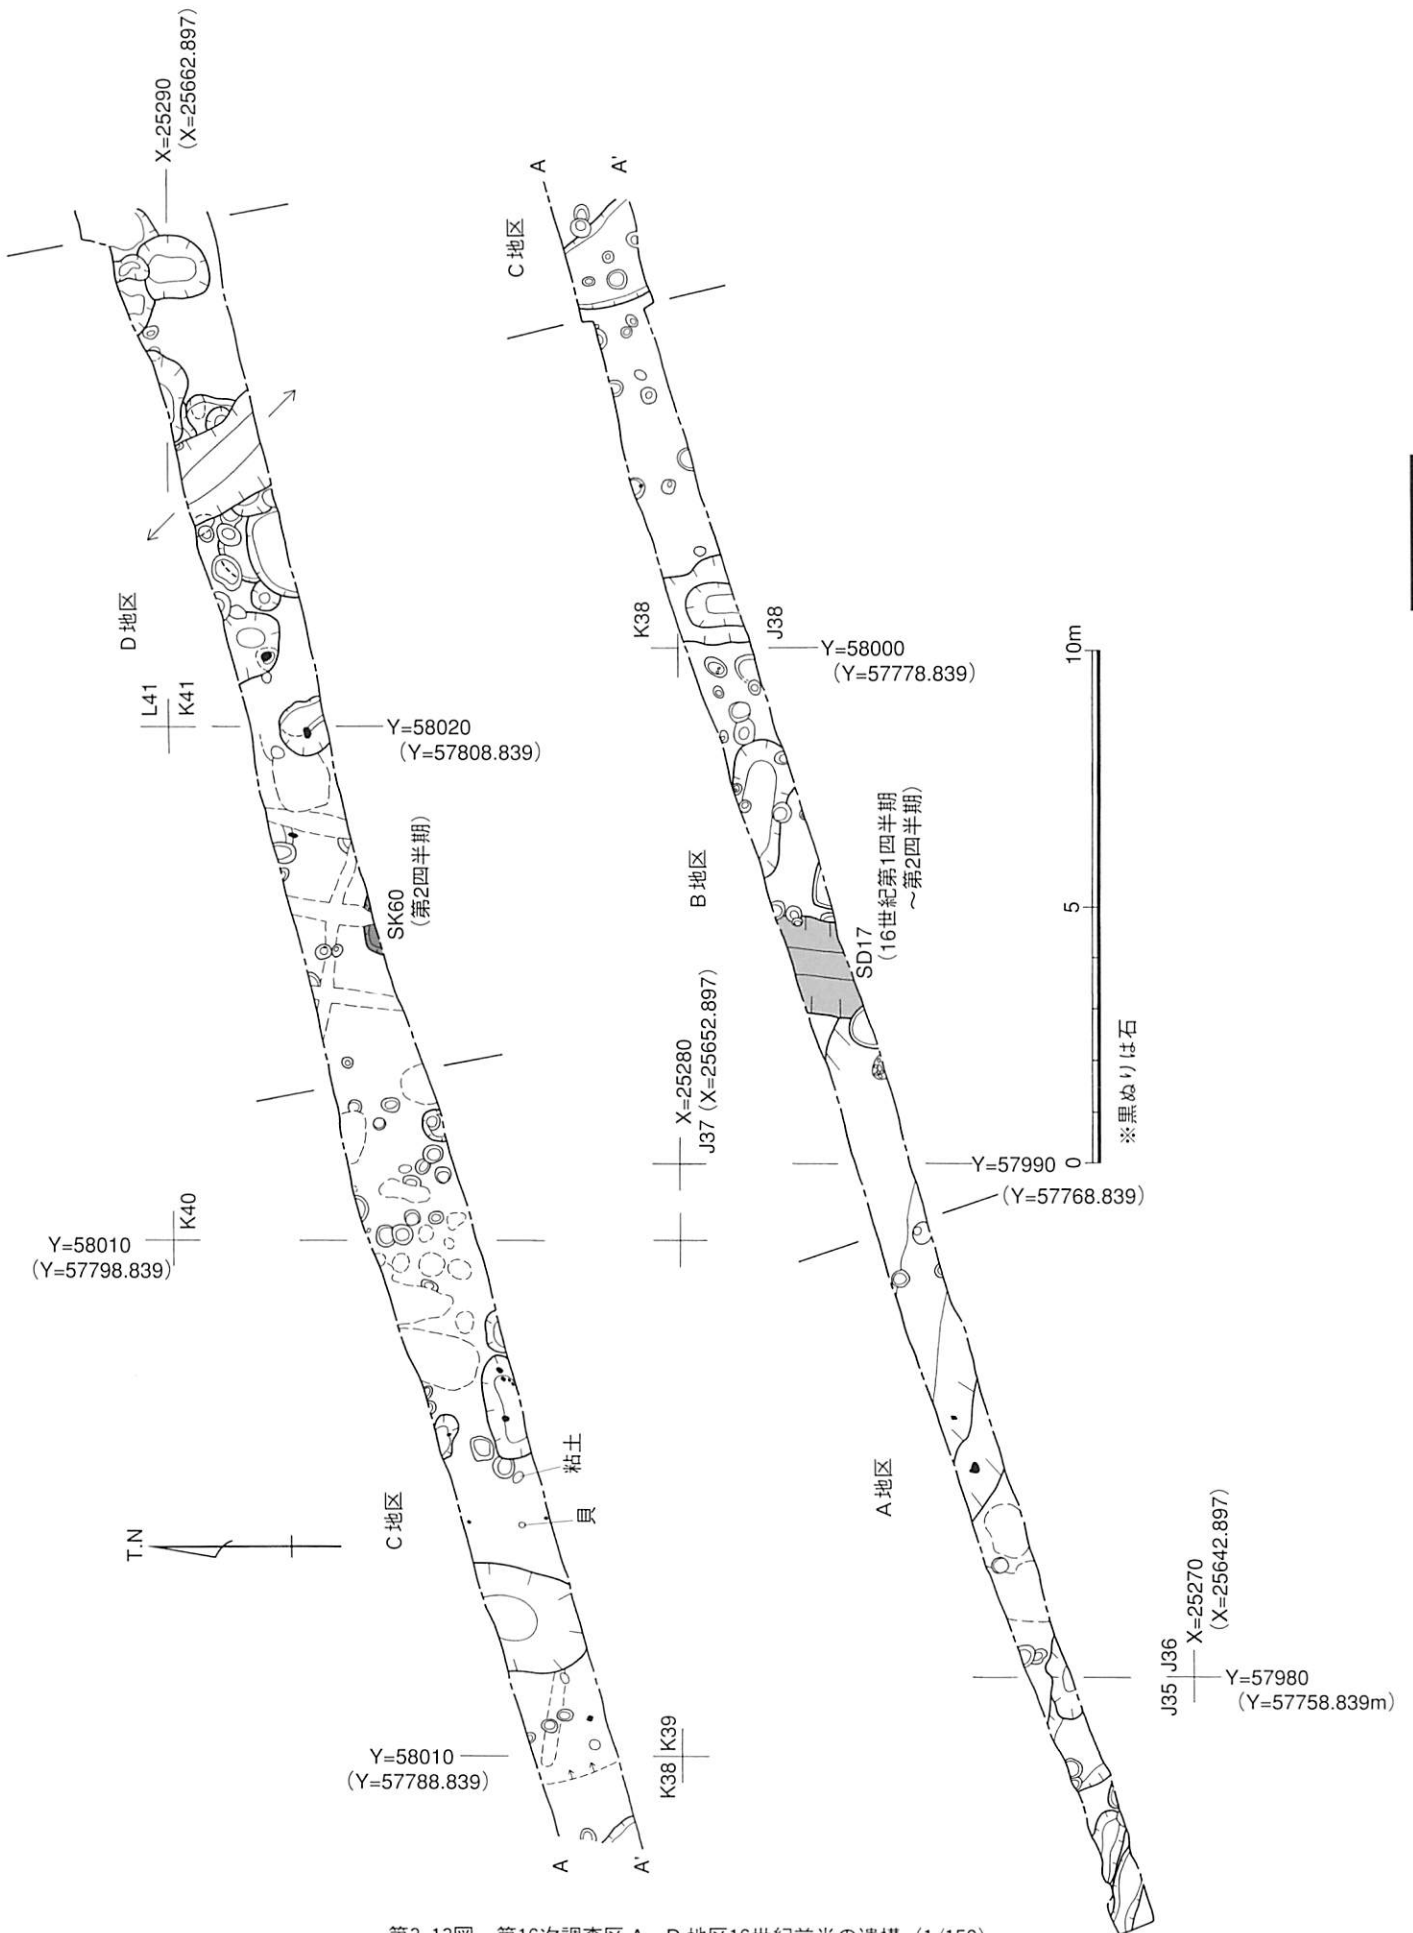 X=25290
(X=25662.897)
A
A'
C地区
D地区
L41
K41
Y=58020
(Y=57808.839)
K38
J38
Y=58000
(Y=57778.839)
10m
SK60
(第2四半期)
B地区
SD17
(16世紀第1四半期
～第2四半期)
5
X=25280
J37 (X=25652.897)
※黒ぬりは石
K40
Y=58010
(Y=57798.839)
0
Y=57990
(Y=57768.839)
粘土
貝
T.N
C地区
A地区
X=25270
(X=25642.897)
J36
J35
Y=57980
(Y=57758.839m)
Y=58010
(Y=57788.839)
K39
K38
A
A'